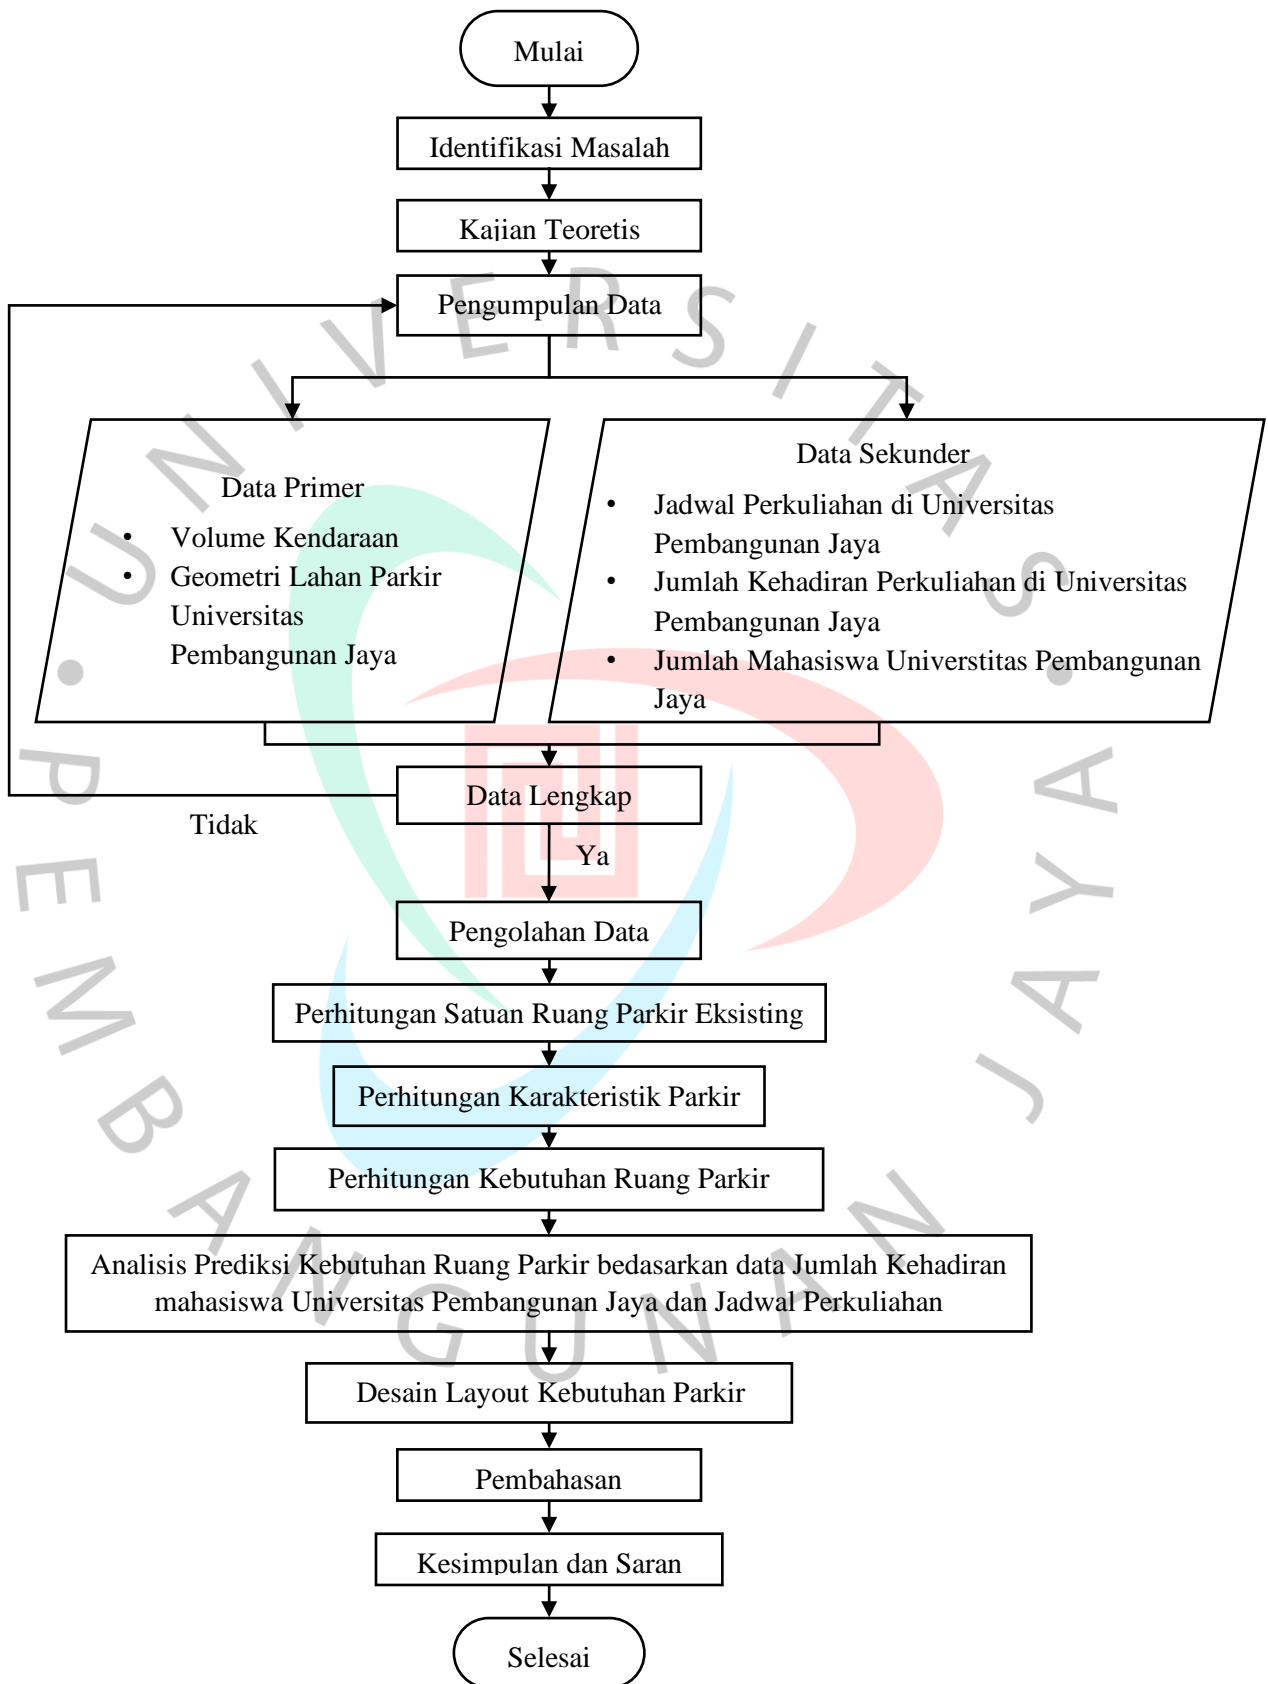 Mulai
Identifikasi Masalah
Kajian Teoretis
Pengumpulan Data
Data Primer
• Volume Kendaraan
• Geometri Lahan Parkir
Universitas
Pembangunan Jaya
Data Sekunder
• Jadwal Perkuliahan di Universitas
Pembangunan Jaya
• Jumlah Kehadiran Perkuliahan di Universitas
Pembangunan Jaya
• Jumlah Mahasiswa Universtitas Pembangunan
Jaya
Data Lengkap
Tidak
Ya
Pengolahan Data
Perhitungan Satuan Ruang Parkir Eksisting
Perhitungan Karakteristik Parkir
Perhitungan Kebutuhan Ruang Parkir
Analisis Prediksi Kebutuhan Ruang Parkir bedasarkan data Jumlah Kehadiran
mahasiswa Universitas Pembangunan Jaya dan Jadwal Perkuliahan
Desain Layout Kebutuhan Parkir
Pembahasan
Kesimpulan dan Saran
Selesai
UNIVERSITAS
PEMBANGUNAN JAYA